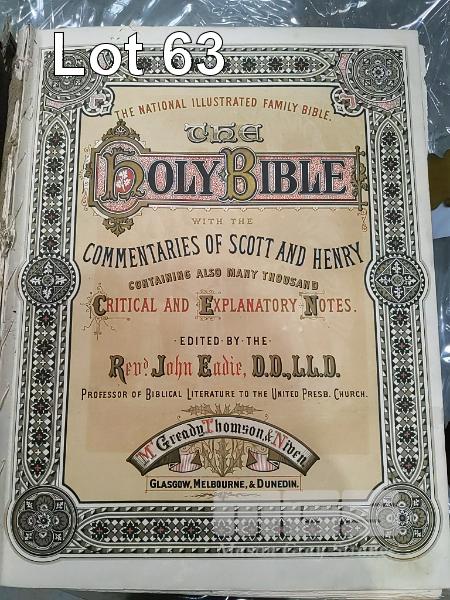 Lot 63
THE NATIONAL ILLUSTRATED FAMILY BIBLE.
THE
HOLY BIBLE
WITH THE
COMMENTARIES OF SCOTT AND HENRY
CONTAINING ALSO MANY THOUSAND
CRITICAL AND EXPLANATORY NOTES.
·EDITED BY THE·
Revd John Eadie, D.D., L.L.D.
PROFESSOR OF BIBLICAL LITERATURE TO THE UNITED PRESB. CHURCH.
McGready Thomson, & Niven,
GLASGOW, MELBOURNE, & DUNEDIN.